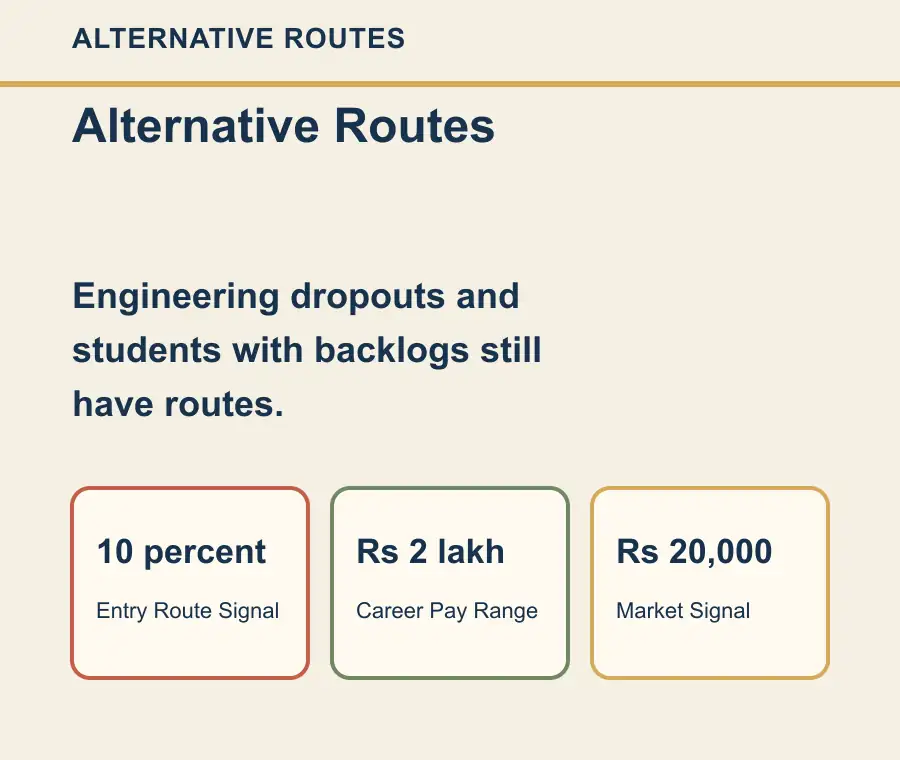 ALTERNATIVE ROUTES
Alternative Routes
Engineering dropouts and
students with backlogs still
have routes.
10 percent
Entry Route Signal
Rs 2 lakh
Career Pay Range
Rs 20,000
Market Signal